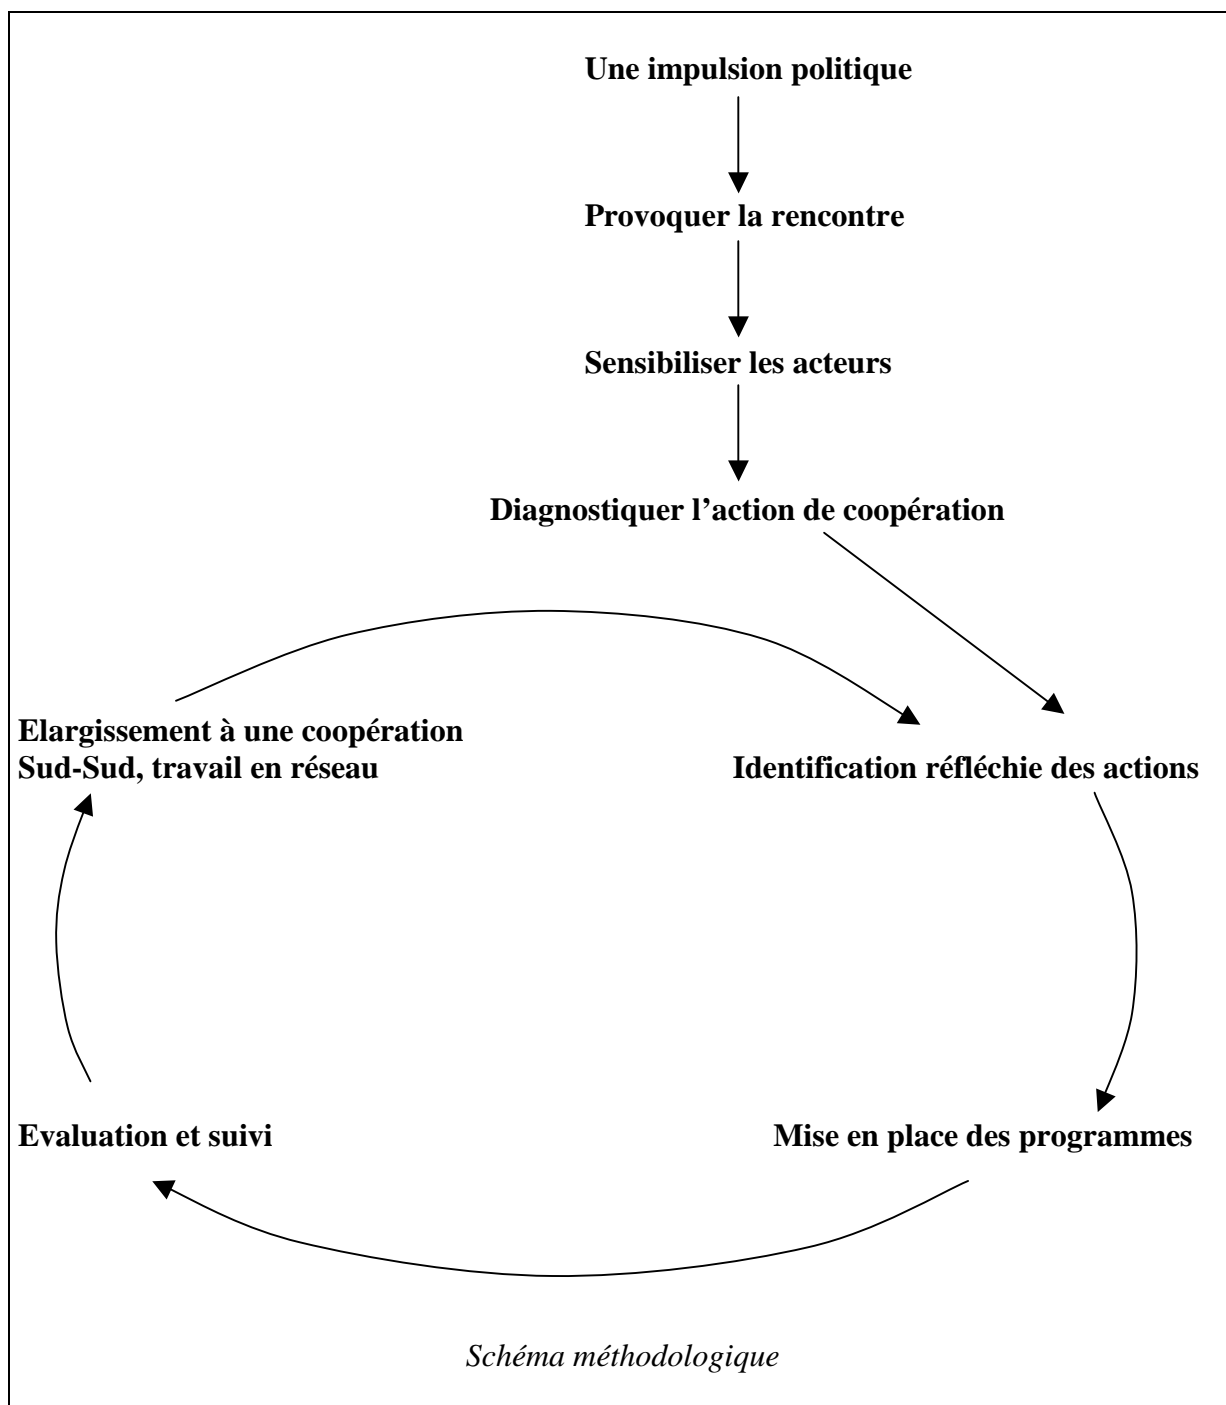 Une impulsion politique
Provoquer la rencontre
Sensibiliser les acteurs
Diagnostiquer l’action de coopération
Elargissement à une coopération
Sud-Sud, travail en réseau
Identification réfléchie des actions
Evaluation et suivi
Mise en place des programmes
Schéma méthodologique